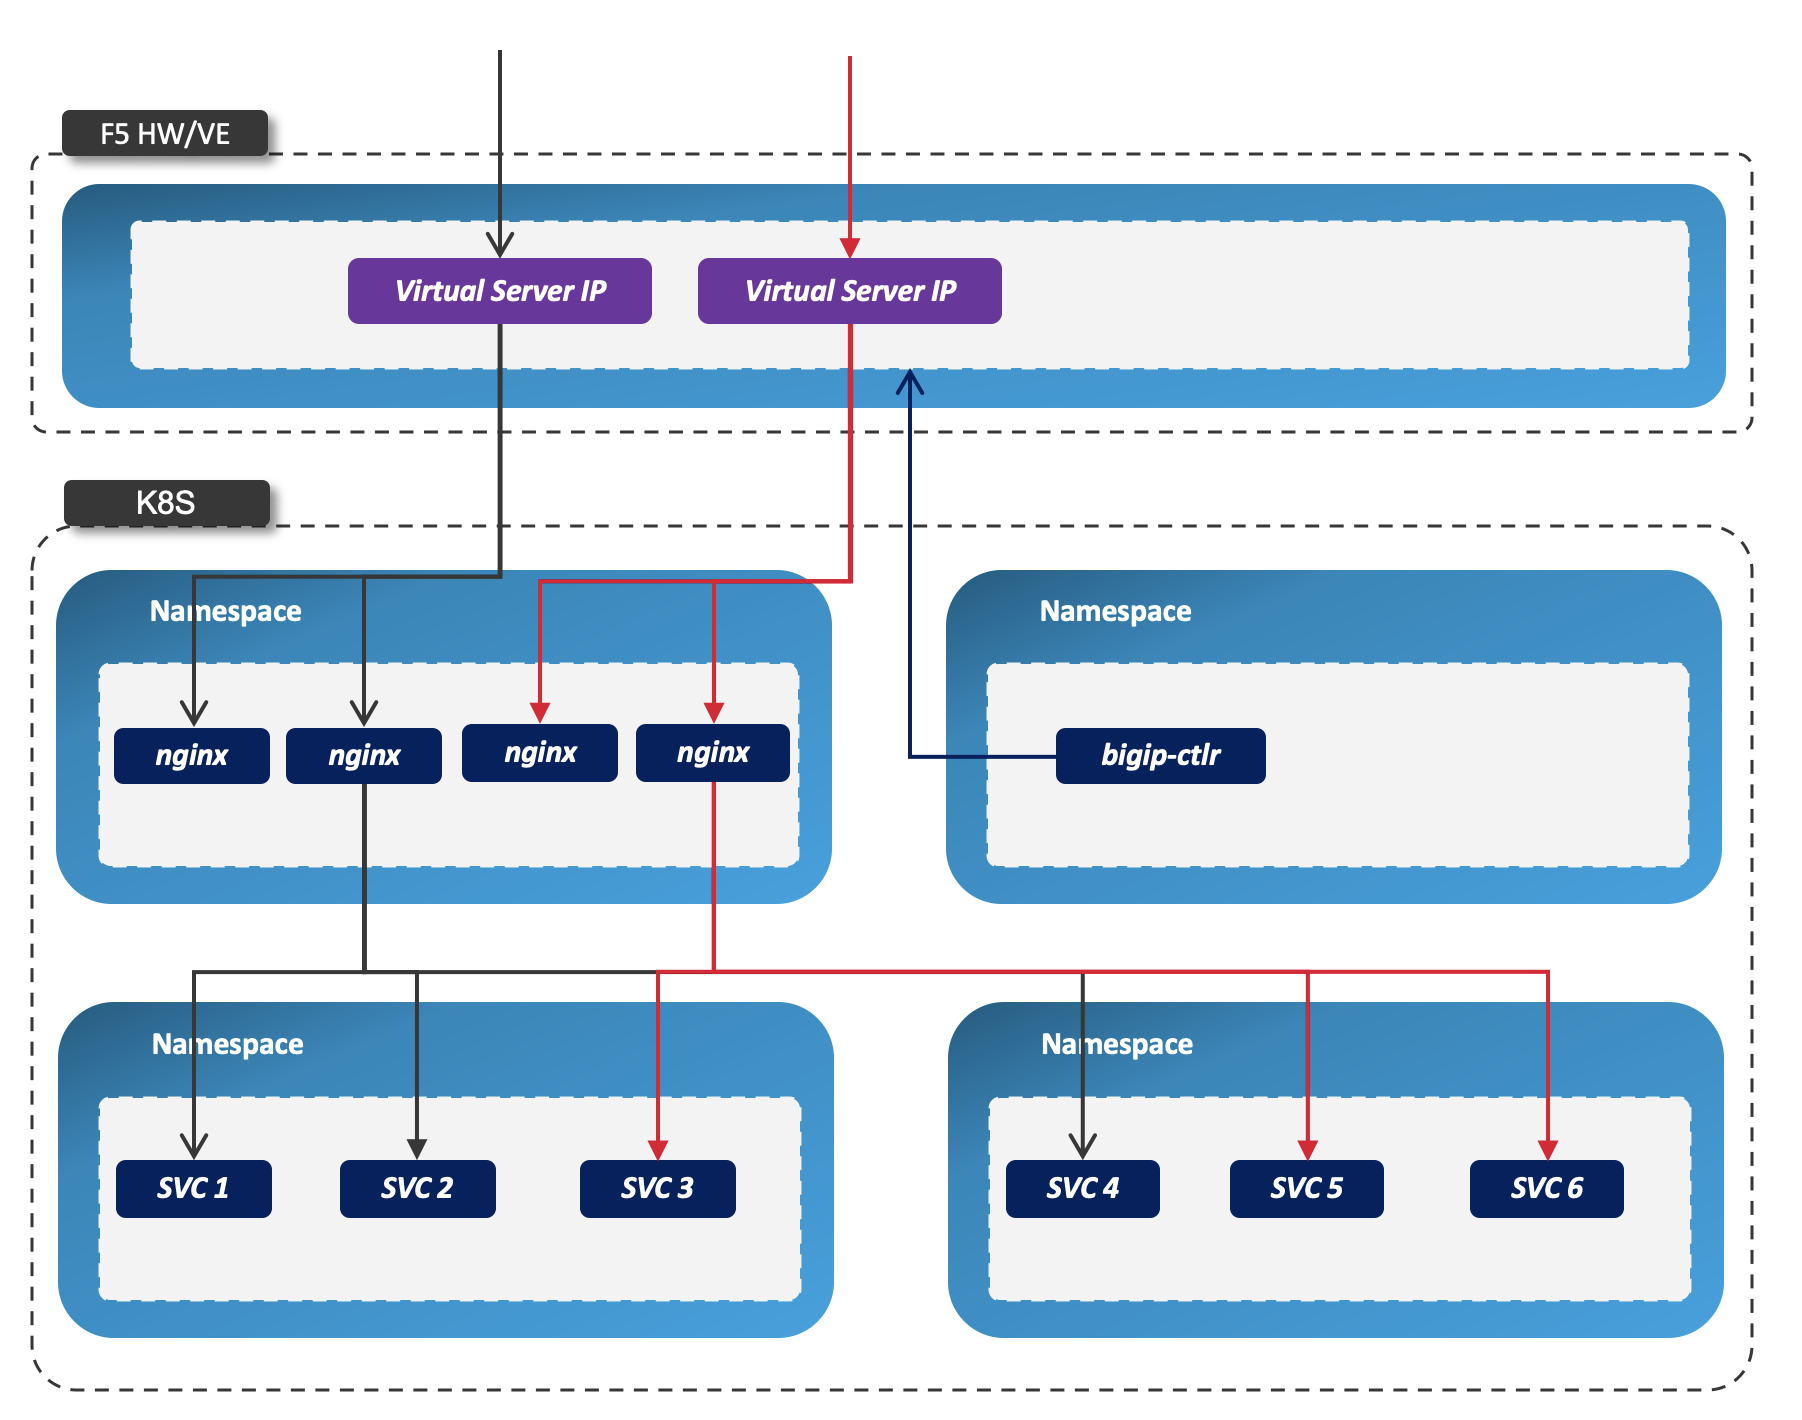 F5 HW/VE
Virtual Server IP
Virtual Server IP
K8S
Namespace
Namespace
nginx
nginx
nginx
nginx
bigip-ctlr
Namespace
Namespace
SVC 1
SVC 2
SVC 3
SVC 4
SVC 5
SVC 6